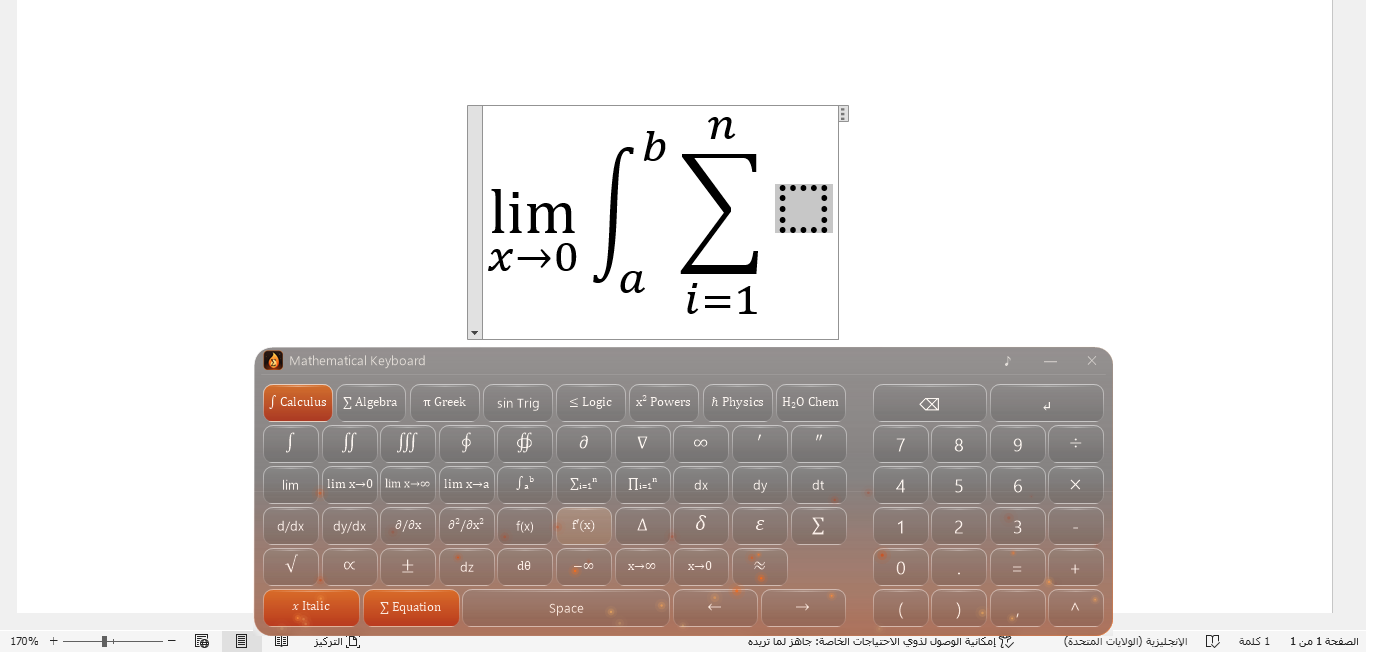 lim x→0 ∫ₐᵇ ∑ᵢ₌₁ⁿ
Mathematical Keyboard ♪ — ×
∫ Calculus ∑ Algebra π Greek sin Trig ≤ Logic x² Powers ℏ Physics H₂O Chem ⌫ ↵
∫ ∬ ∭ ∮ ∯ ∂ ∇ ∞ ′ ″ 7 8 9 ÷
lim lim x→0 lim x→∞ lim x→a ∫ₐᵇ ∑ᵢ₌₁ⁿ ∏ᵢ₌₁ⁿ dx dy dt 4 5 6 ×
d/dx dy/dx ∂/∂x ∂²/∂x² f(x) f′(x) Δ δ ε ∑ 1 2 3 -
√ ∝ ± dz dθ −∞ x→∞ x→0 ≈ 0 . = +
x Italic ∑ Equation Space ← → ( ) , ^
الصفحة 1 من 1 1 كلمة الإنجليزية (الولايات المتحدة) إمكانية الوصول لذوي الاحتياجات الخاصة: جاهز لما تريده التركيز 170%